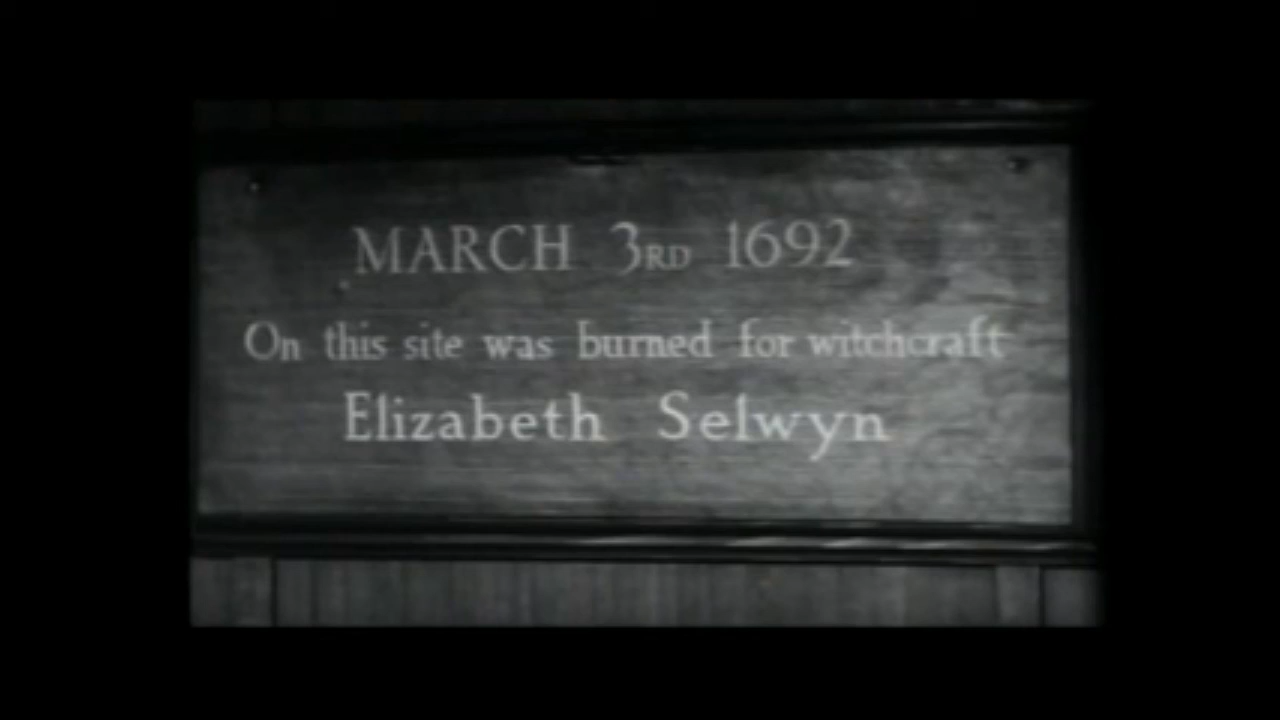 MARCH 3RD 1692
On this site was burned for witchcraft
Elizabeth Selwyn